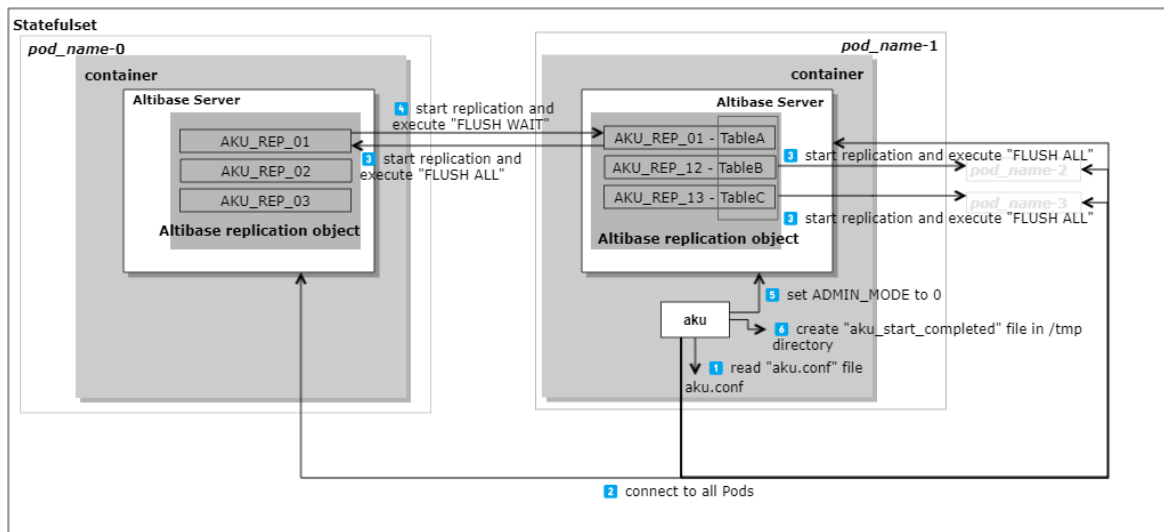 Statefulset
pod_name-0
container
Altibase Server
AKU_REP_01
AKU_REP_02
AKU_REP_03
Altibase replication object
4 start replication and
execute "FLUSH WAIT"
3 start replication and
execute "FLUSH ALL"
pod_name-1
container
Altibase Server
AKU_REP_01 - TableA
AKU_REP_12 - TableB
AKU_REP_13 - TableC
Altibase replication object
3 start replication and execute "FLUSH ALL"
pod_name-2
pod_name-3
3 start replication and execute "FLUSH ALL"
5 set ADMIN_MODE to 0
aku
6 create "aku_start_completed" file in /tmp
directory
1 read "aku.conf" file
aku.conf
2 connect to all Pods